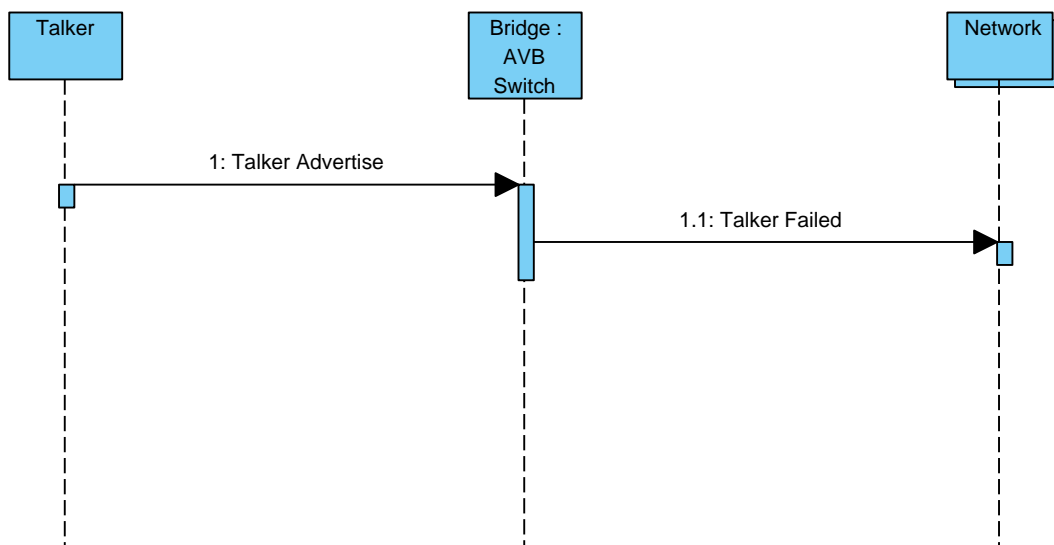 Talker
Bridge :
AVB
Switch
Network
1: Talker Advertise
1.1: Talker Failed